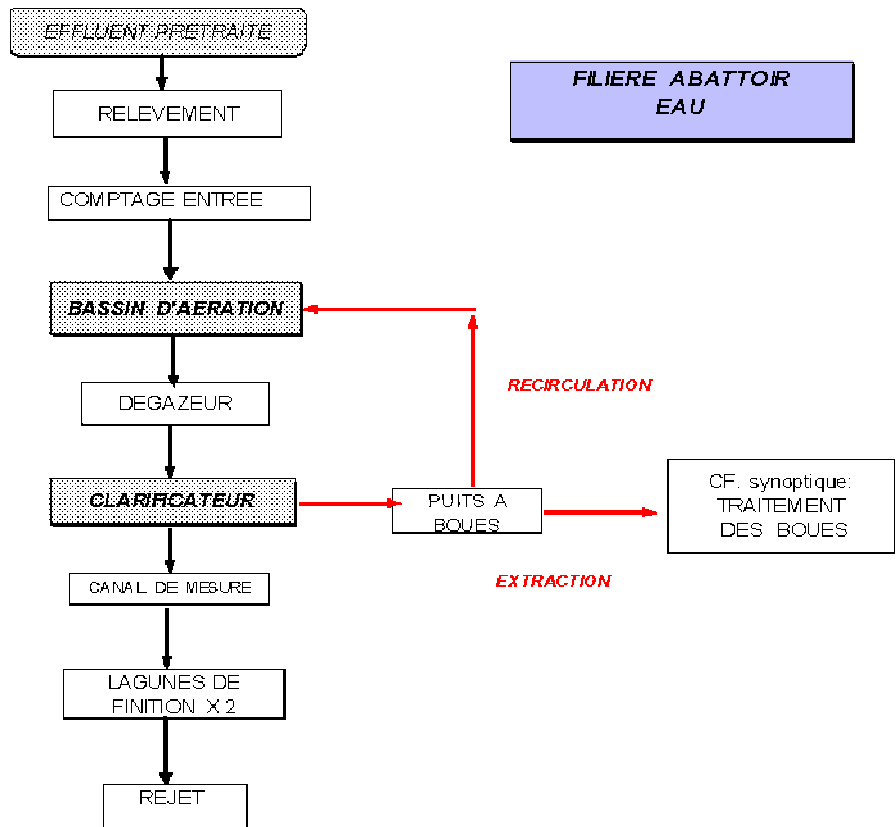 EFFLUENT PRETRAITE
FILIERE ABATTOIR
EAU
RELEVEMENT
COMPTAGE ENTREE
BASSIN D'AERATION
RECIRCULATION
DEGAZEUR
CLARIFICATEUR
PUITS A
BOUES
CF. synoptique:
TRAITEMENT
DES BOUES
EXTRACTION
CANAL DE MESURE
LAGUNES DE
FINITION X 2
REJET